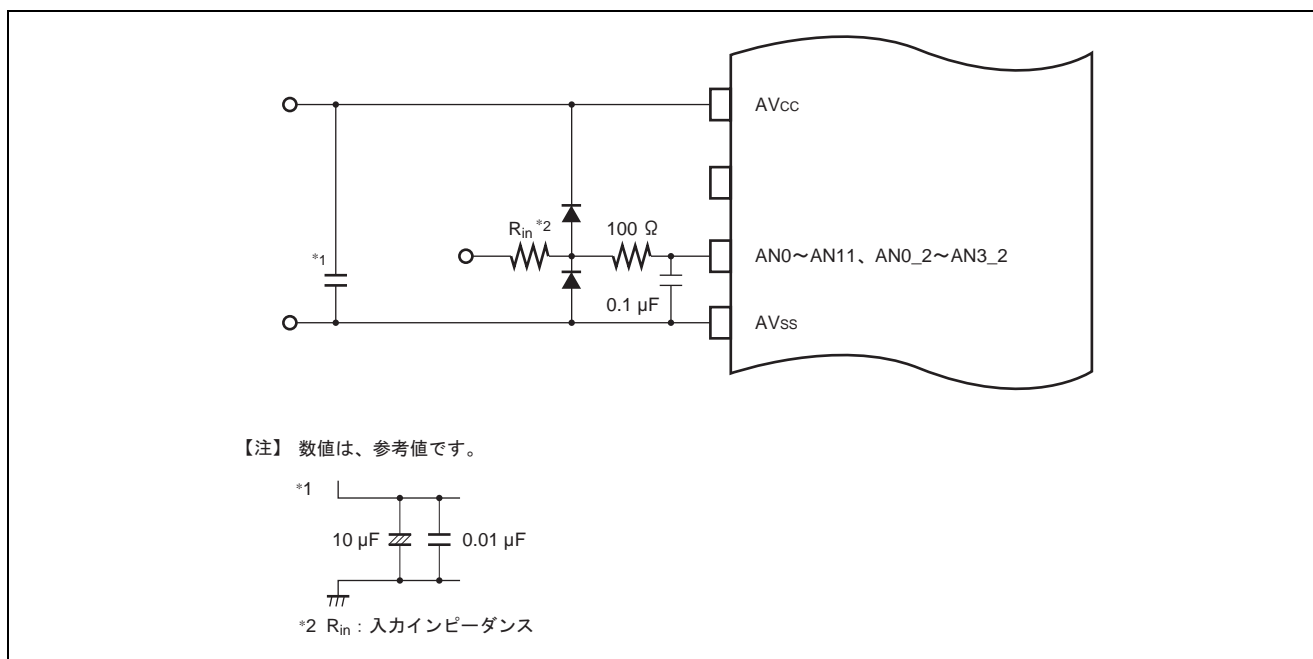 AVCC
Rin *2
100 Ω
*1
AN0～AN11、AN0_2～AN3_2
0.1 µF
AVSS
【注】 数値は、参考値です。
*1
10 µF
0.01 µF
*2 Rin : 入力インピーダンス